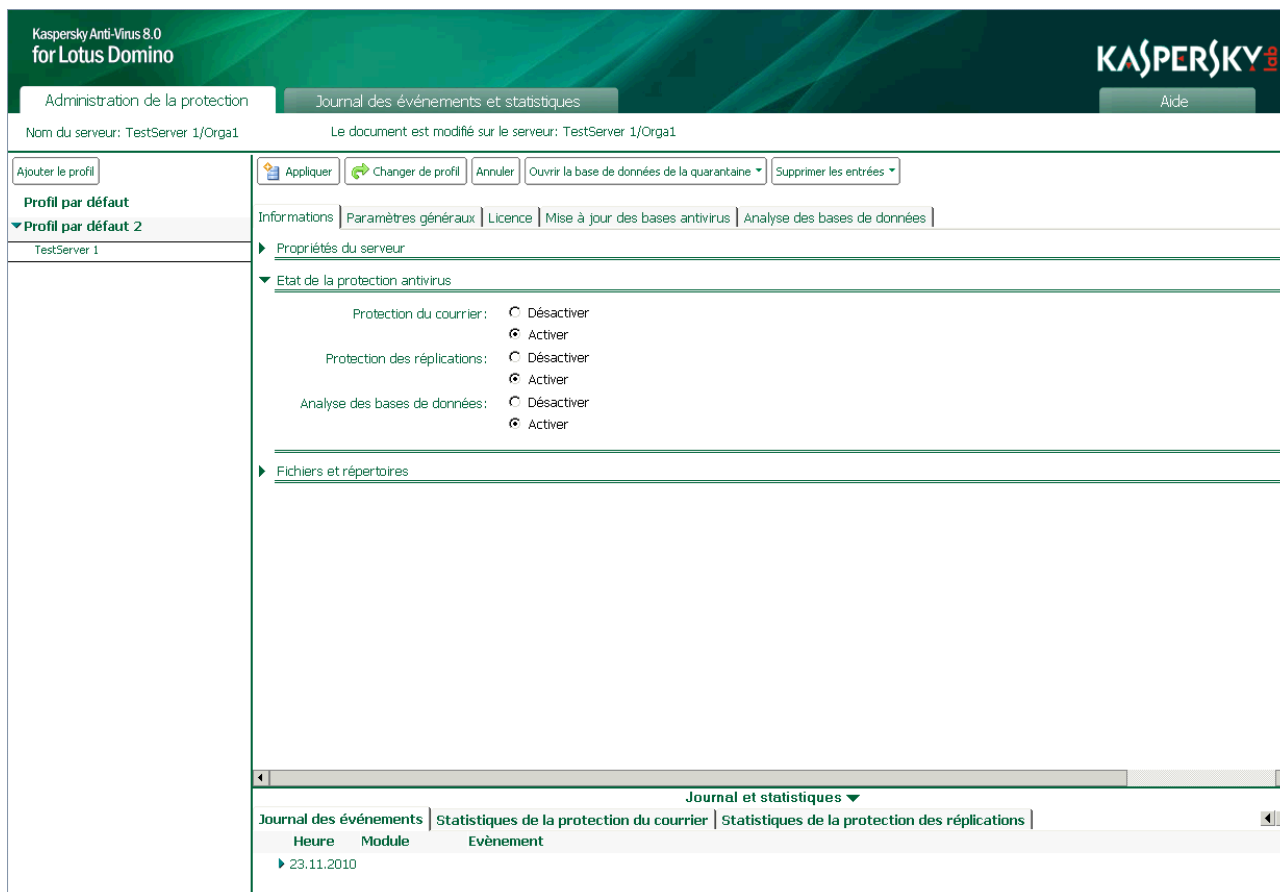 Kaspersky Anti-Virus 8.0
for Lotus Domino
KASPERSKY lab
Administration de la protection
Journal des événements et statistiques
Aide
Nom du serveur: TestServer 1/Orga1
Le document est modifié sur le serveur: TestServer 1/Orga1
Ajouter le profil
Profil par défaut
Profil par défaut 2
TestServer 1
Appliquer
Changer de profil
Annuler
Ouvrir la base de données de la quarantaine
Supprimer les entrées
Informations
Paramètres généraux
Licence
Mise à jour des bases antivirus
Analyse des bases de données
Propriétés du serveur
Etat de la protection antivirus
Protection du courrier:
Désactiver
Activer
Protection des réplications:
Désactiver
Activer
Analyse des bases de données:
Désactiver
Activer
Fichiers et répertoires
Journal et statistiques
Journal des événements
Statistiques de la protection du courrier
Statistiques de la protection des réplications
Heure
Module
Evènement
23.11.2010